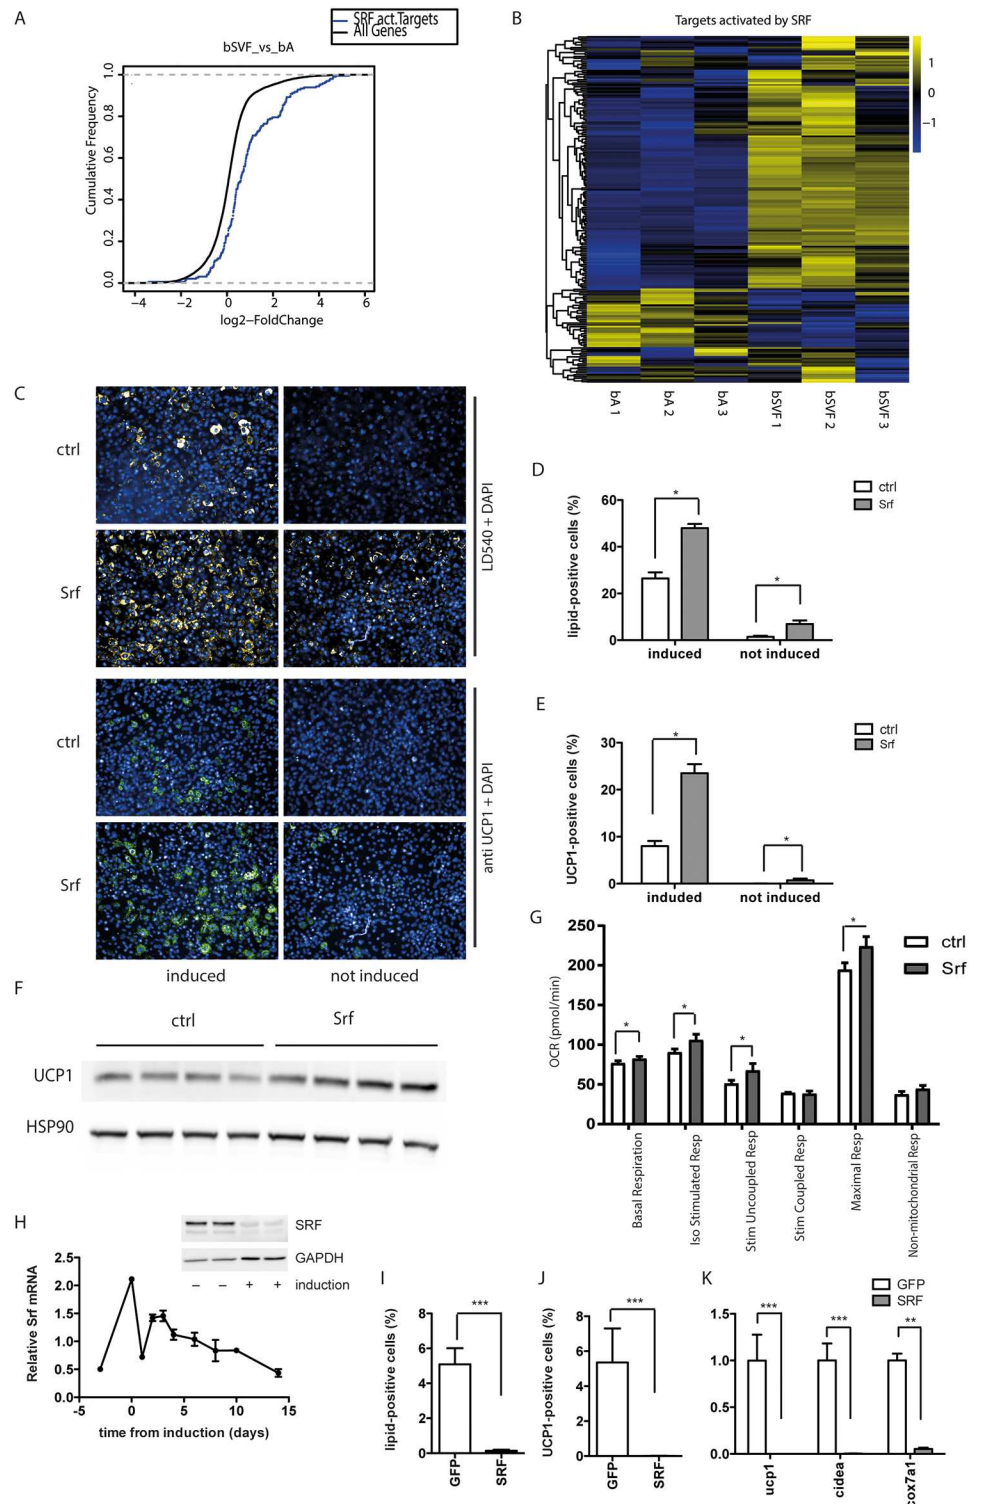 A
SRF act.Targets
All Genes
bSVF_vs_bA
Cumulative Frequency
1.0
0.8
0.6
0.4
0.2
0.0
−4 −2 0 2 4 6
log2−FoldChange
B
Targets activated by SRF
1
0
−1
bA 1
bA 2
bA 3
bSVF 1
bSVF 2
bSVF 3
C
ctrl
Srf
ctrl
Srf
LD540 + DAPI
anti UCP1 + DAPI
induced not induced
D
ctrl
Srf
lipid-positive cells (%)
60
40
20
0
*
*
induced not induced
E
ctrl
Srf
UCP1-positive cells (%)
30
20
10
0
*
*
induded not induced
F
ctrl Srf
UCP1
HSP90
G
ctrl
Srf
OCR (pmol/min)
250
200
150
100
50
0
*
*
*
*
Basal Respiration
Iso Stimulated Resp
Stim Uncoupled Resp
Stim Coupled Resp
Maximal Resp
Non-mitochondrial Resp
H
SRF
GAPDH
− − + + induction
Relative Srf mRNA
2.5
2.0
1.5
1.0
0.5
0.0
-5 0 5 10 15
time from induction (days)
I
lipid-positive cells (%)
8
6
4
2
0
***
GFP
SRF
J
UCP1-positive cells (%)
8
6
4
2
0
***
GFP
SRF
K
GFP
SRF
1.5
1.0
0.5
0.0
***
***
**
ucp1
cidea
cox7a1